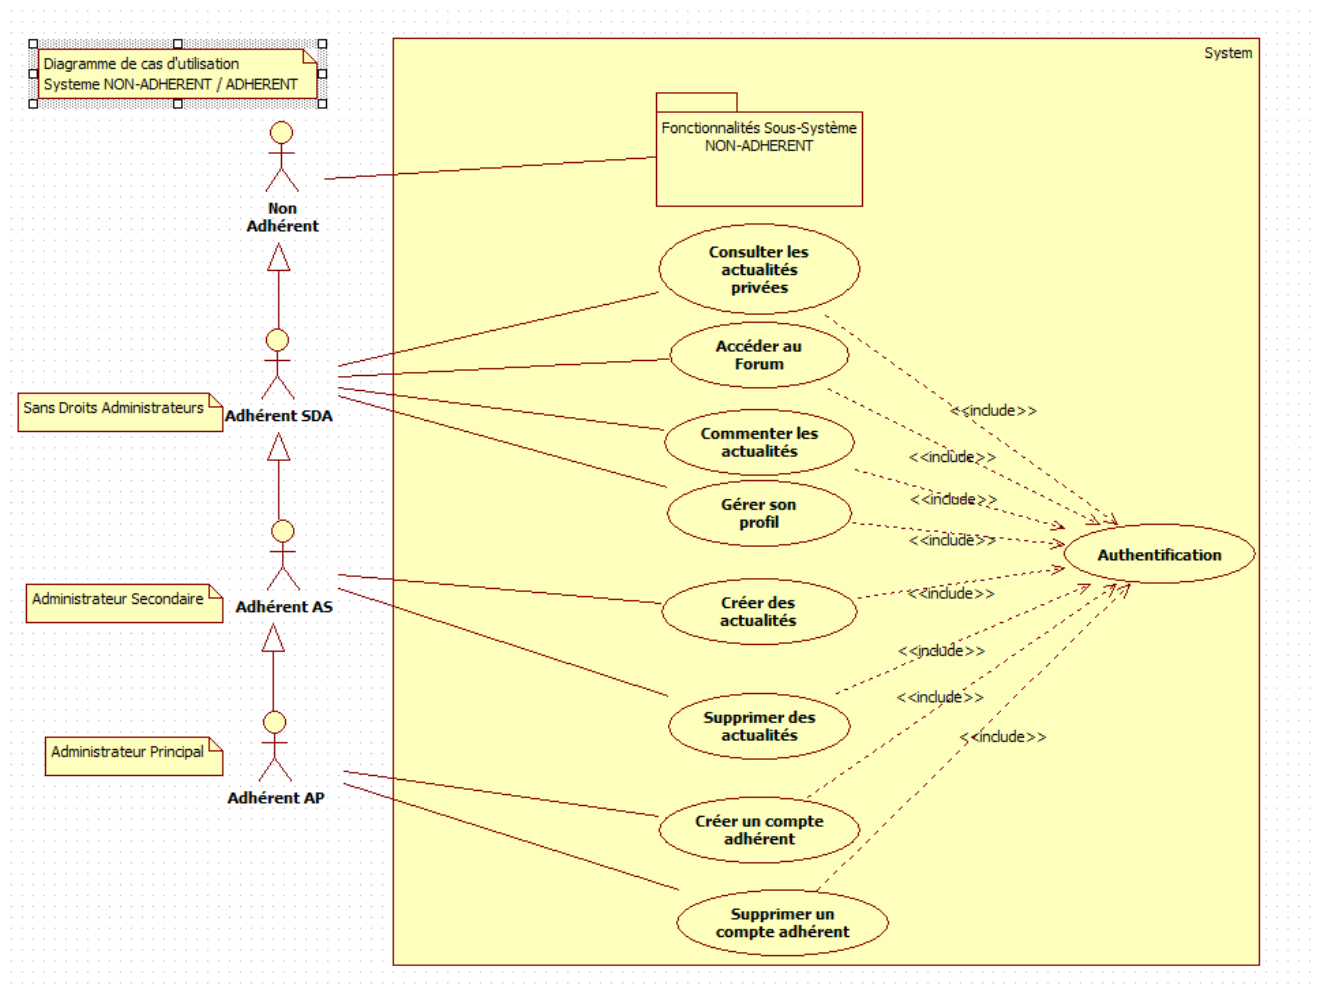 Diagramme de cas d'utilisation
Systeme NON-ADHERENT / ADHERENT
System
Fonctionnalités Sous-Système
NON-ADHERENT
Non
Adhérent
Consulter les
actualités
privées
Accéder au
Forum
Sans Droits Administrateurs
Adhérent SDA
<<include>>
Commenter les
actualités
<<include>>
Gérer son
profil
<<include>>
<<include>>
Authentification
Administrateur Secondaire
Adhérent AS
Créer des
actualités
<<include>>
<<include>>
Supprimer des
actualités
<<include>>
<<include>>
Administrateur Principal
Adhérent AP
Créer un compte
adhérent
Supprimer un
compte adhérent